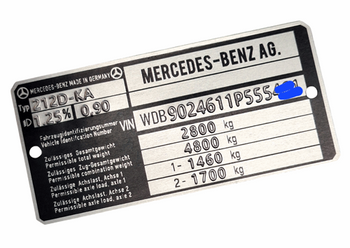 MERCEDES-BENZ MADE IN GERMANY
MERCEDES-BENZ AG.
Typ 212D-KA
KD 1.25% 0.90
Fahrzeugidentifizierungsnummer
Vehicle identification number
VIN WDB9024611P555
Zulässiges Gesamtgewicht
Permissible total weight
2800 kg
Zulässiges Zug-Gesamtgewicht
Permissible combination weight
4800 kg
Zulässige Achslast, Achse 1
Permissible axle load, axle 1
1- 1460 kg
Zulässige Achslast, Achse 2
Permissible axle load, axle 2
2- 1700 kg